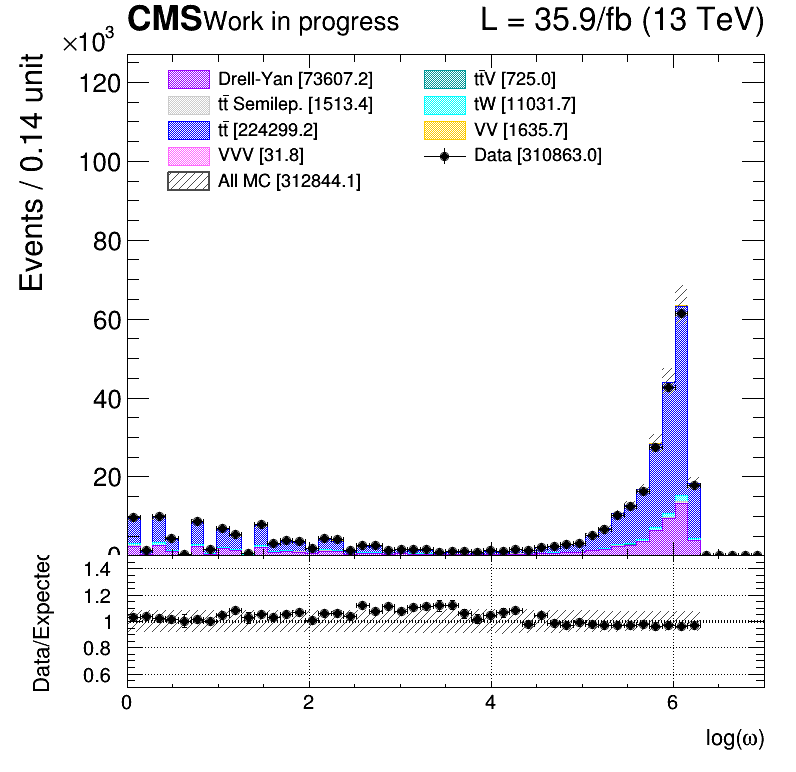 CMS Work in progress L = 35.9/fb (13 TeV)
×10³
Events / 0.14 unit
120
100
80
60
40
20
0
Drell-Yan [73607.2]
tt̄ Semilep. [1513.4]
tt̄ [224299.2]
VVV [31.8]
All MC [312844.1]
tt̄V [725.0]
tW [11031.7]
VV [1635.7]
Data [310863.0]
Data/Expected
1.4
1.2
1
0.8
0.6
0 2 4 6
log(ω)